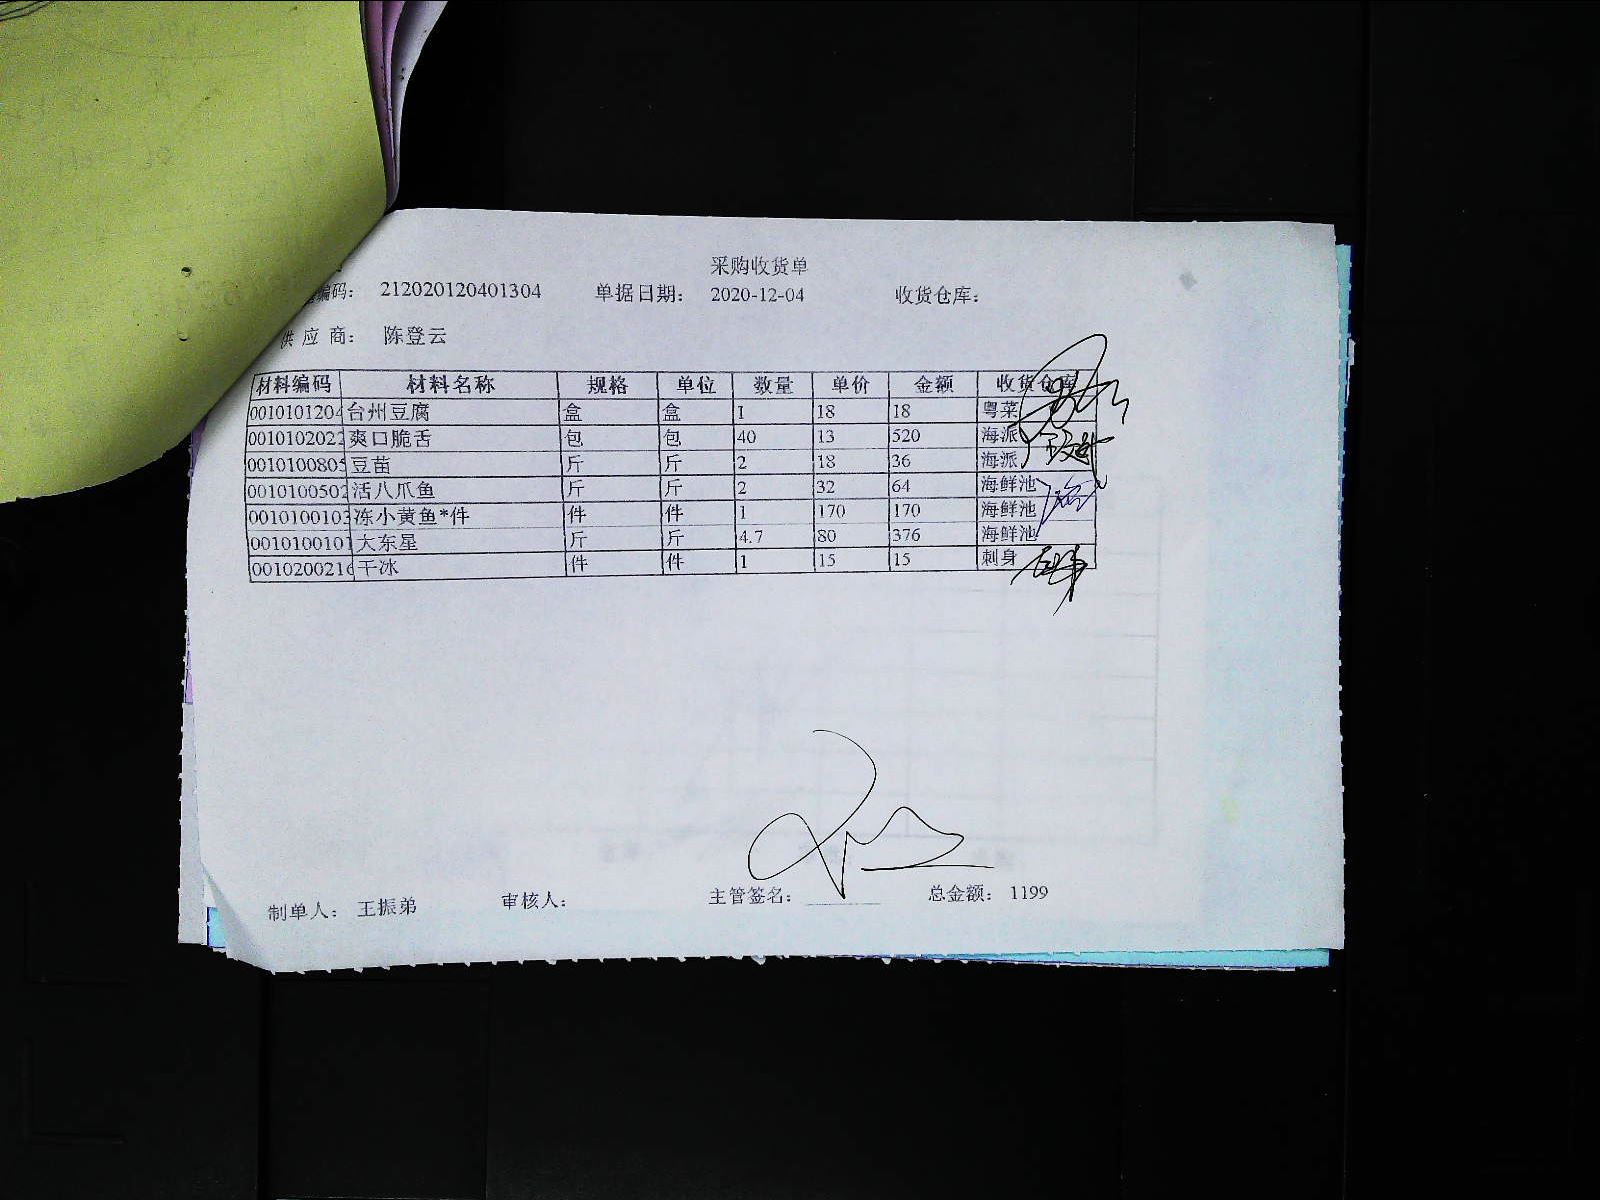 采购收货单
编码： 212020120401304 单据日期： 2020-12-04 收货仓库：
供 应 商： 陈登云
材料编码 材料名称 规格 单位 数量 单价 金额 收货仓库
0010101204 台州豆腐 盒 盒 1 18 18 粤菜
0010102022 爽口脆舌 包 包 40 13 520 海派
0010100805 豆苗 斤 斤 2 18 36 海派
0010100502 活八爪鱼 斤 斤 2 32 64 海鲜池
0010100103 冻小黄鱼*件 件 件 1 170 170 海鲜池
0010100101 大东星 斤 斤 4.7 80 376 海鲜池
001020021 干冰 件 件 1 15 15 刺身
制单人： 王振弟 审核人： 主管签名： 总金额： 1199